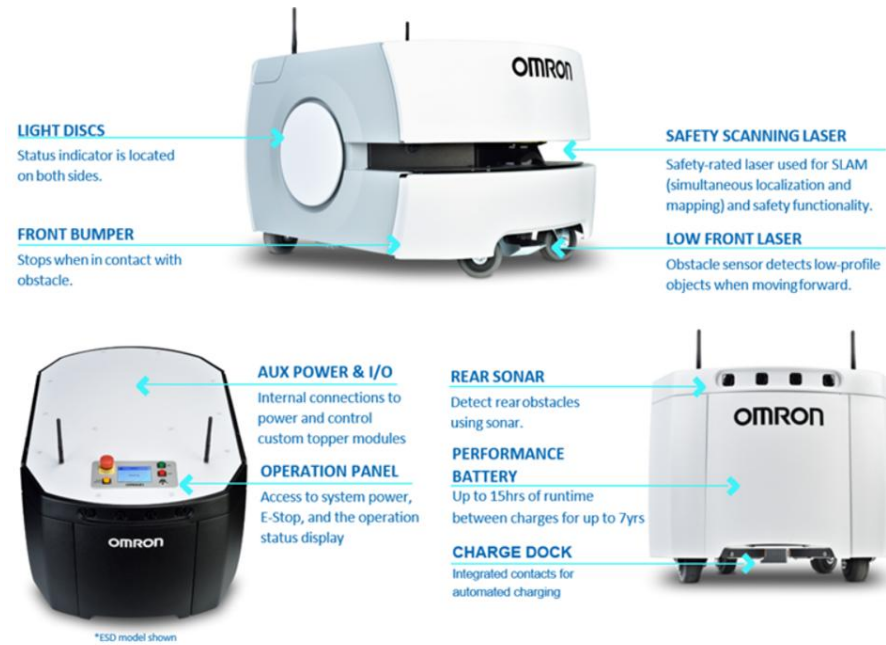 OMRON
LIGHT DISCS
Status indicator is located
on both sides.
FRONT BUMPER
Stops when in contact with
obstacle.
SAFETY SCANNING LASER
Safety-rated laser used for SLAM
(simultaneous localization and
mapping) and safety functionality.
LOW FRONT LASER
Obstacle sensor detects low-profile
objects when moving forward.
AUX POWER & I/O
Internal connections to
power and control
custom topper modules
OPERATION PANEL
Access to system power,
E-Stop, and the operation
status display
OMRON
*ESD model shown
REAR SONAR
Detect rear obstacles
using sonar.
PERFORMANCE
BATTERY
Up to 15hrs of runtime
between charges for up to 7yrs
CHARGE DOCK
Integrated contacts for
automated charging
OMRON